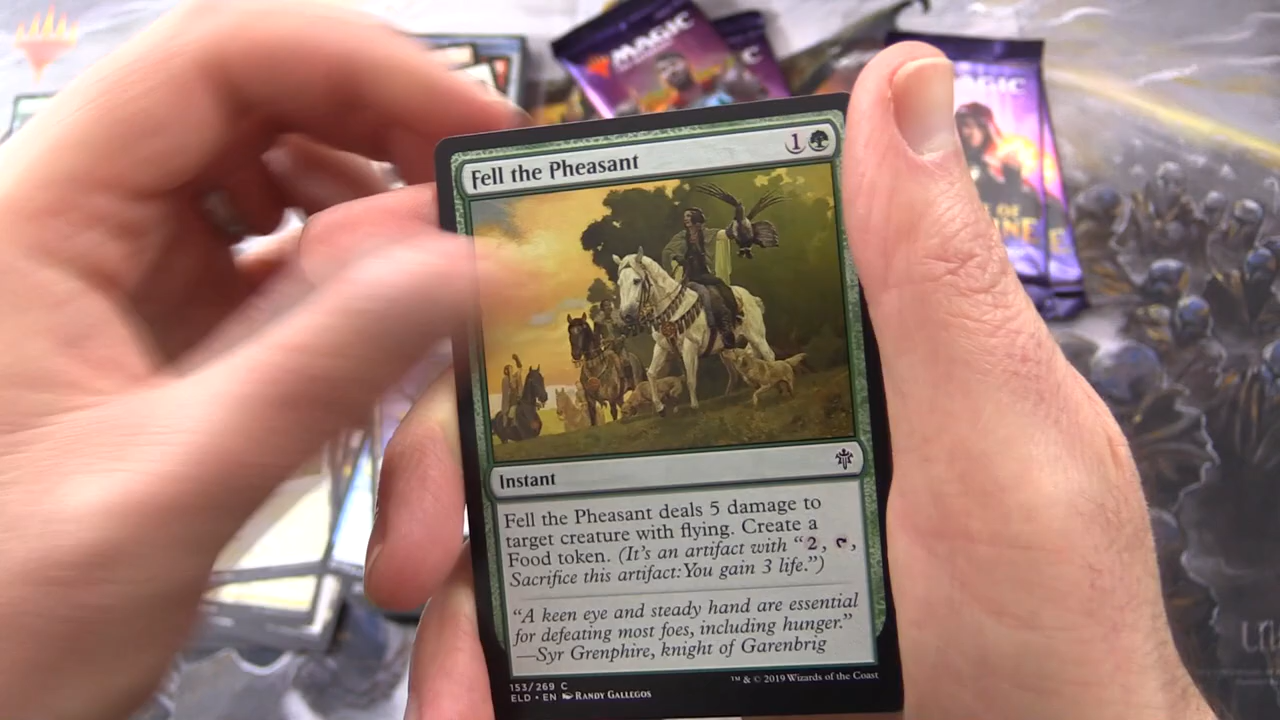 MAGIC
MAGIC
Fell the Pheasant
1
Instant
Fell the Pheasant deals 5 damage to
target creature with flying. Create a
Food token. (It's an artifact with “2, ,
Sacrifice this artifact:You gain 3 life.”)
“A keen eye and steady hand are essential
for defeating most foes, including hunger.”
—Syr Grenphire, knight of Garenbrig
153/269 C
ELD • EN RANDY GALLEGOS
™ & © 2019 Wizards of the Coast